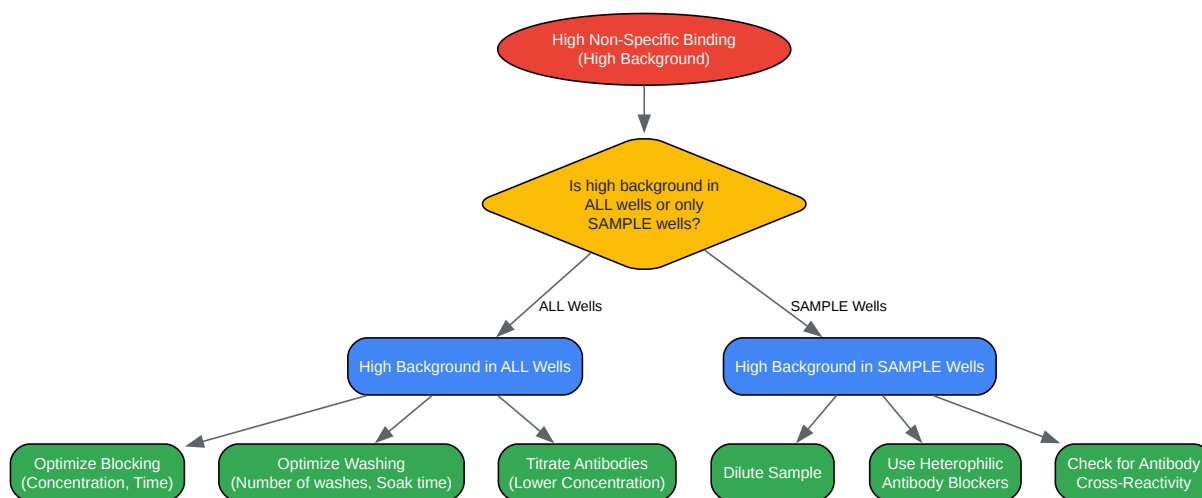 High Non-Specific Binding
(High Background)
Is high background in
ALL wells or only
SAMPLE wells?
ALL Wells
SAMPLE Wells
High Background in ALL Wells
High Background in SAMPLE Wells
Optimize Blocking
(Concentration, Time)
Optimize Washing
(Number of washes, Soak time)
Titrate Antibodies
(Lower Concentration)
Dilute Sample
Use Heterophilic
Antibody Blockers
Check for Antibody
Cross-Reactivity